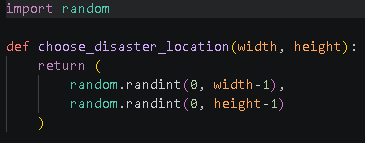 import random

def choose_disaster_location(width, height):
    return (
        random.randint(0, width-1),
        random.randint(0, height-1)
    )